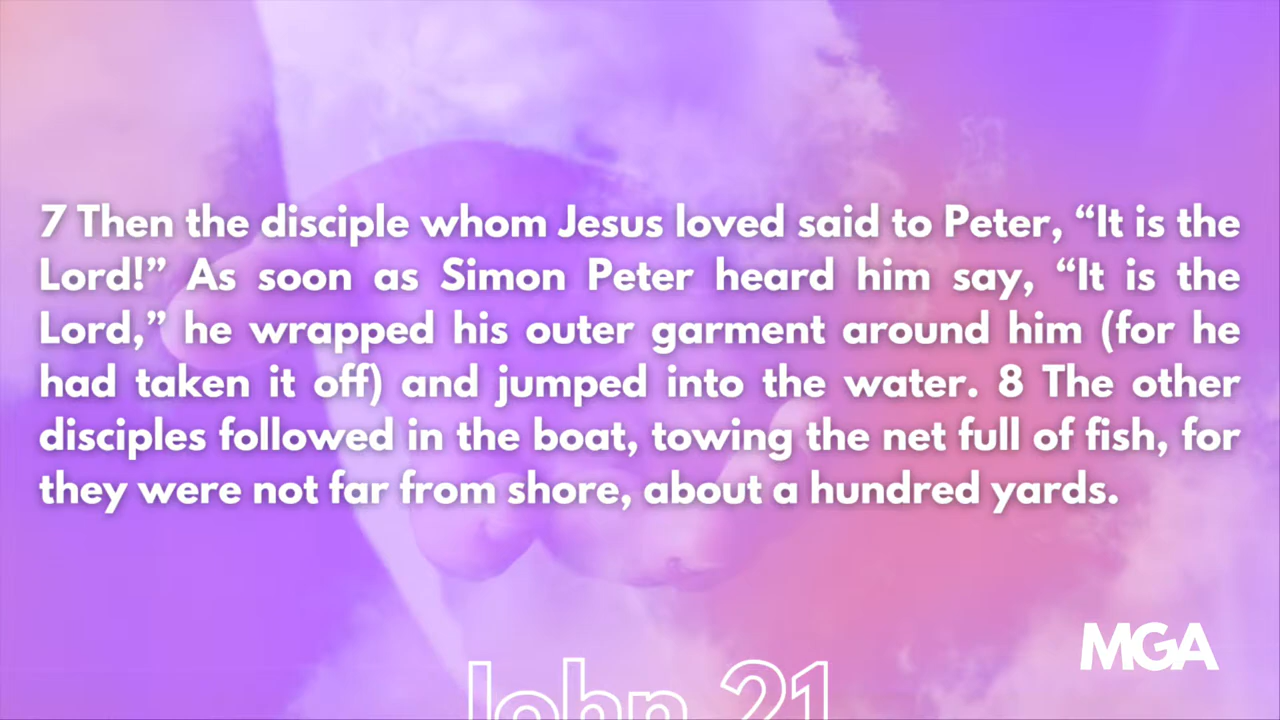 7 Then the disciple whom Jesus loved said to Peter, “It is the
Lord!” As soon as Simon Peter heard him say, “It is the
Lord,” he wrapped his outer garment around him (for he
had taken it off) and jumped into the water. 8 The other
disciples followed in the boat, towing the net full of fish, for
they were not far from shore, about a hundred yards.
MGA
John 21